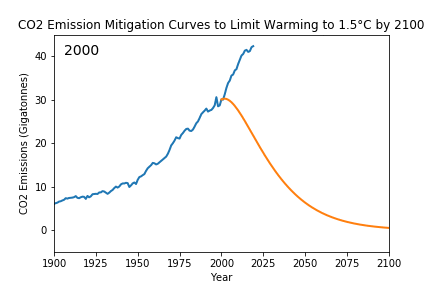 CO2 Emission Mitigation Curves to Limit Warming to 1.5°C by 2100
2000
CO2 Emissions (Gigatonnes)
40
30
20
10
0
1900 1925 1950 1975 2000 2025 2050 2075 2100
Year